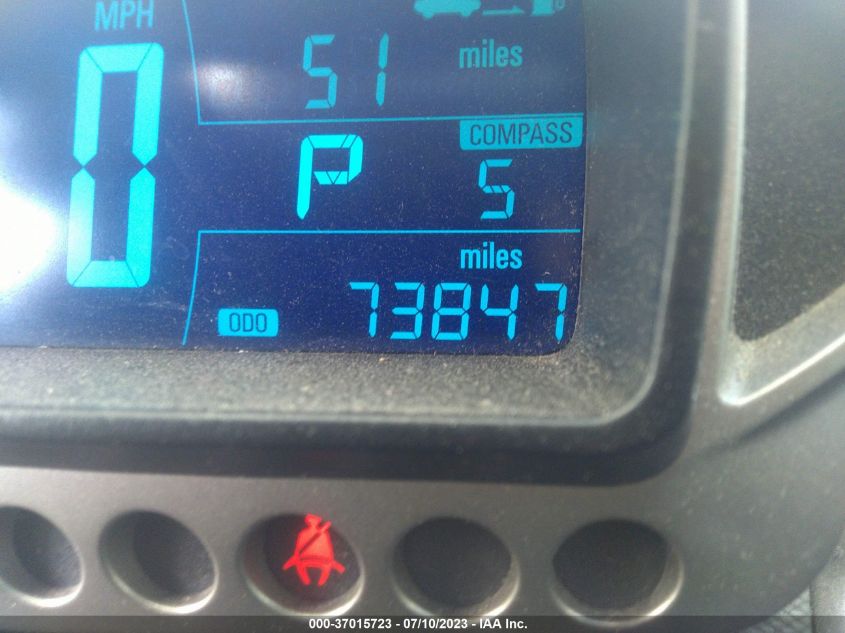 MPH
0
51 miles
P
COMPASS
S
miles
ODO 73847
000-37015723 - 07/10/2023 - IAA Inc.